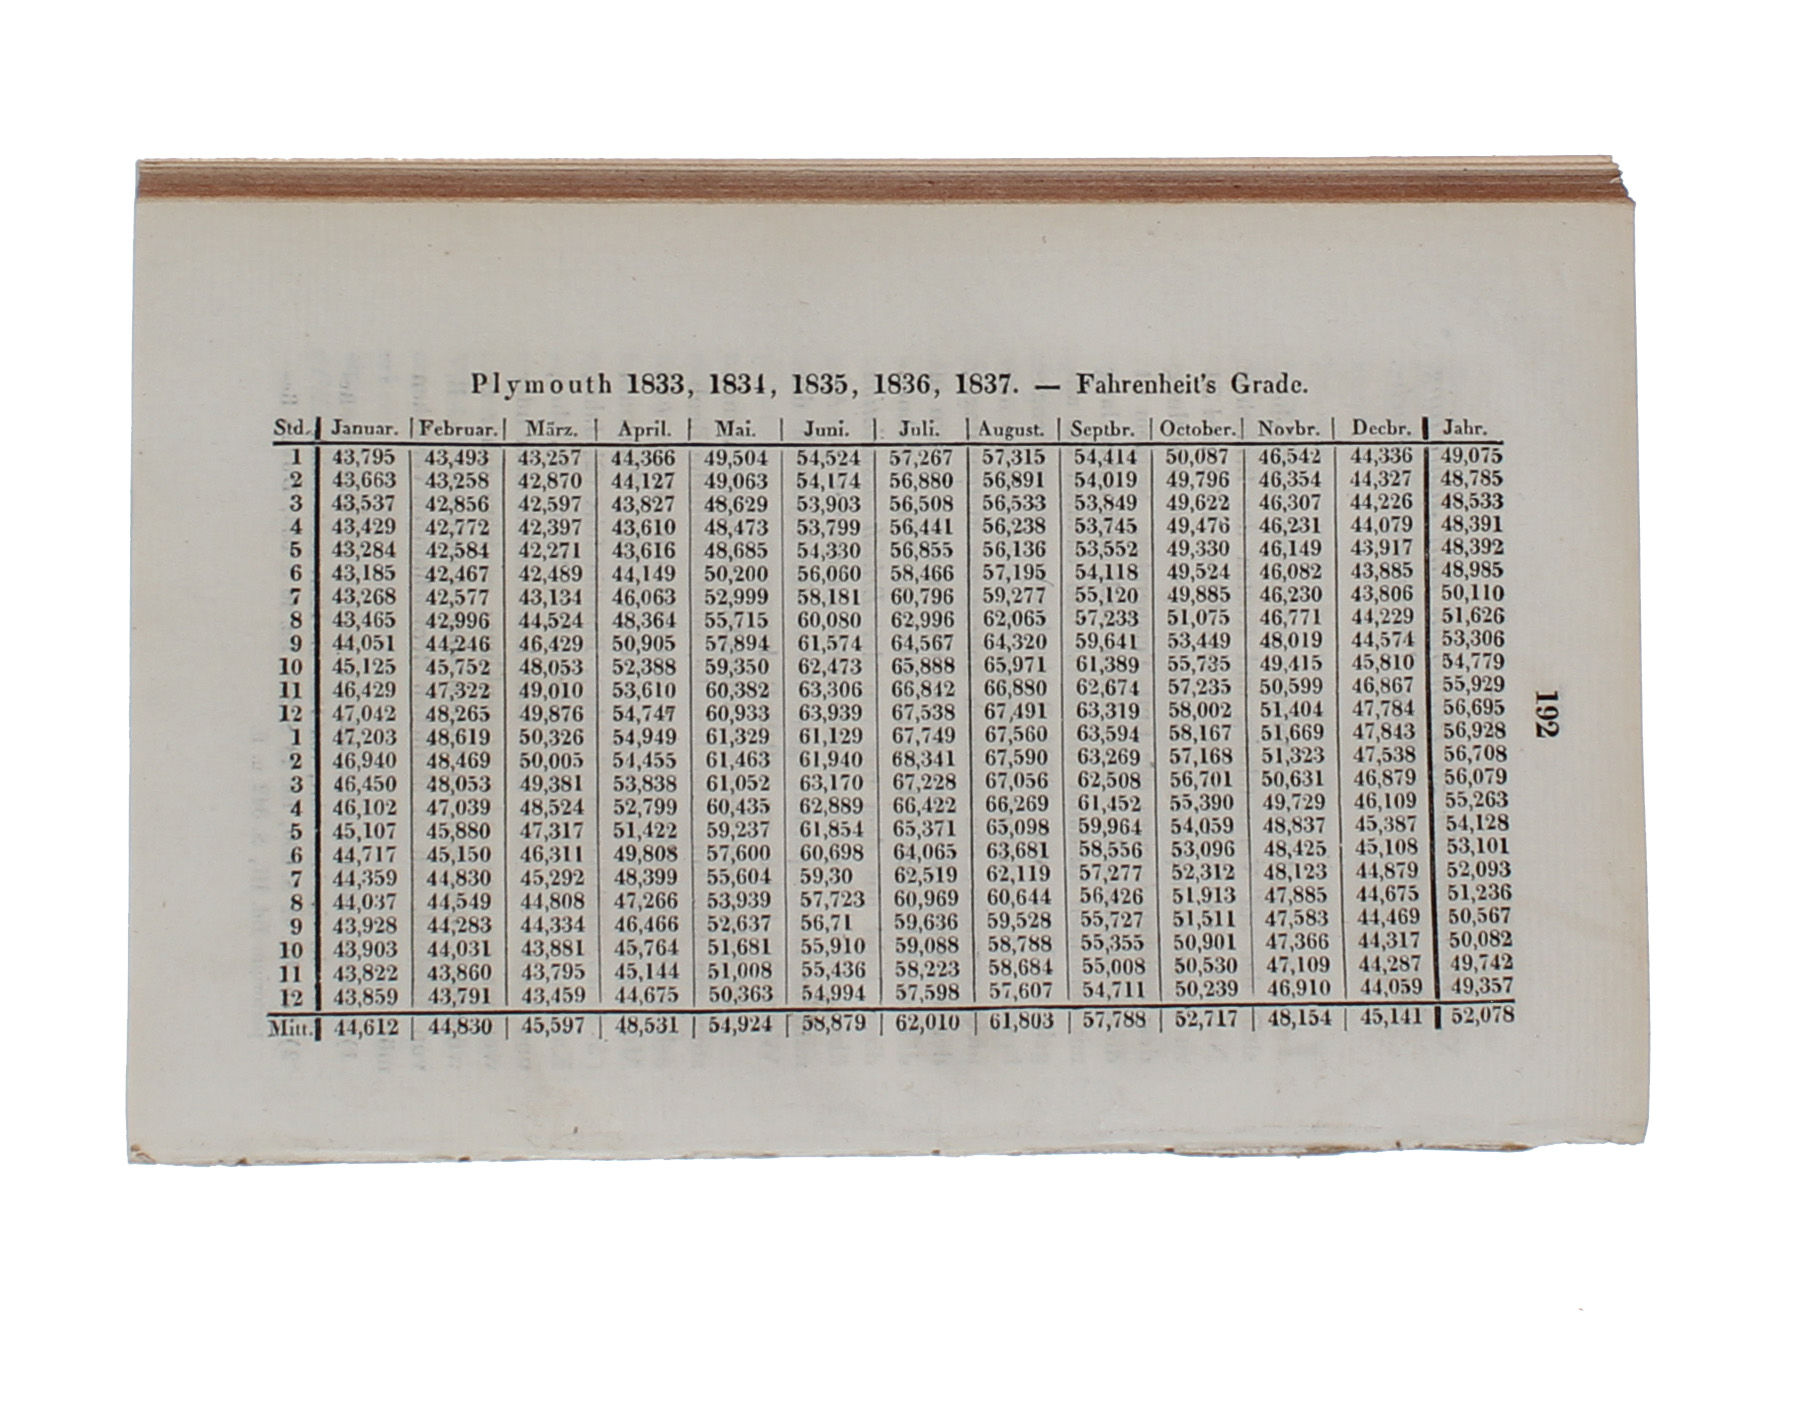 Plymouth 1833, 1834, 1835, 1836, 1837. — Fahrenheit's Grade.
Std. | Januar. | Februar. | März. | April. | Mai. | Juni. | Juli. | August. | Septbr. | October. | Novbr. | Decbr. | Jahr.
1 43,795 43,493 43,257 44,366 49,504 54,524 57,267 57,315 54,414 50,087 46,542 44,336 49,075
2 43,663 43,258 42,870 44,127 49,063 54,174 56,880 56,891 54,019 49,796 46,354 44,327 48,785
3 43,537 42,856 42,597 43,827 48,629 53,903 56,508 56,533 53,849 49,622 46,307 44,226 48,533
4 43,429 42,772 42,397 43,610 48,473 53,799 56,441 56,238 53,745 49,476 46,231 44,079 48,391
5 43,284 42,584 42,271 43,616 48,685 54,330 56,855 56,136 53,552 49,330 46,149 43,917 48,392
6 43,185 42,467 42,489 44,149 50,200 56,060 58,466 57,195 54,118 49,524 46,082 43,885 48,985
7 43,268 42,577 43,134 46,063 52,999 58,181 60,796 59,277 55,120 49,885 46,230 43,806 50,110
8 43,465 42,996 44,524 48,364 55,715 60,080 62,996 62,065 57,233 51,075 46,771 44,229 51,626
9 44,051 44,246 46,429 50,905 57,894 61,574 64,567 64,320 59,641 53,449 48,019 44,574 53,306
10 45,125 45,752 48,053 52,388 59,350 62,473 65,888 65,971 61,389 55,735 49,415 45,810 54,779
11 46,429 47,322 49,010 53,610 60,382 63,306 66,842 66,880 62,674 57,235 50,599 46,867 55,929
12 47,042 48,265 49,876 54,747 60,933 63,939 67,538 67,491 63,319 58,002 51,404 47,784 56,695
1 47,203 48,619 50,326 54,949 61,329 61,129 67,749 67,560 63,594 58,167 51,669 47,843 56,928
2 46,940 48,469 50,005 54,455 61,463 61,940 68,341 67,590 63,269 57,168 51,323 47,538 56,708
3 46,450 48,053 49,381 53,838 61,052 63,170 67,228 67,056 62,508 56,701 50,631 46,879 56,079
4 46,102 47,039 48,524 52,799 60,435 62,889 66,422 66,269 61,452 55,390 49,729 46,109 55,263
5 45,107 45,880 47,317 51,422 59,237 61,854 65,371 65,098 59,964 54,059 48,837 45,387 54,128
6 44,717 45,150 46,311 49,808 57,600 60,698 64,065 63,681 58,556 53,096 48,425 45,108 53,101
7 44,359 44,830 45,292 48,399 55,604 59,30 62,519 62,119 57,277 52,312 48,123 44,879 52,093
8 44,037 44,549 44,808 47,266 53,939 57,723 60,969 60,644 56,426 51,913 47,885 44,675 51,236
9 43,928 44,283 44,334 46,466 52,637 56,71 59,636 59,528 55,727 51,511 47,583 44,469 50,567
10 43,903 44,031 43,881 45,764 51,681 55,910 59,088 58,788 55,355 50,901 47,366 44,317 50,082
11 43,822 43,860 43,795 45,144 51,008 55,436 58,223 58,684 55,008 50,530 47,109 44,287 49,742
12 43,859 43,791 43,459 44,675 50,363 54,994 57,598 57,607 54,711 50,239 46,910 44,059 49,357
Mitt. 44,612 44,830 45,597 48,531 54,924 58,879 62,010 61,803 57,788 52,717 48,154 45,141 52,078
192